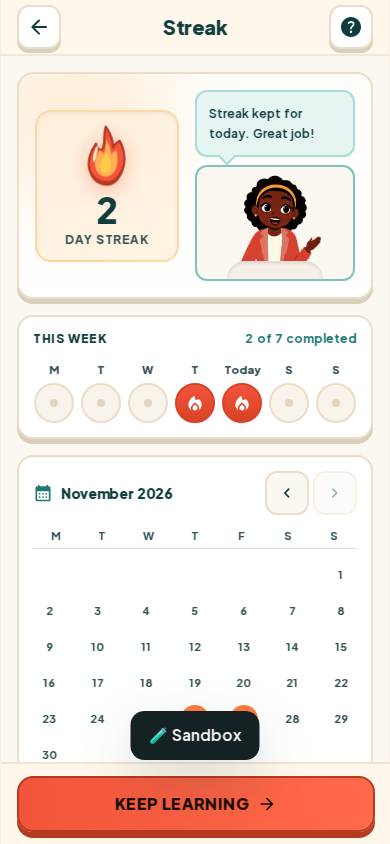 Streak
Streak kept for
today. Great job!
2
DAY STREAK
THIS WEEK
2 of 7 completed
M T W T Today S S
November 2026
M T W T F S S
1
2 3 4 5 6 7 8
9 10 11 12 13 14 15
16 17 18 19 20 21 22
23 24 28 29
30
Sandbox
KEEP LEARNING